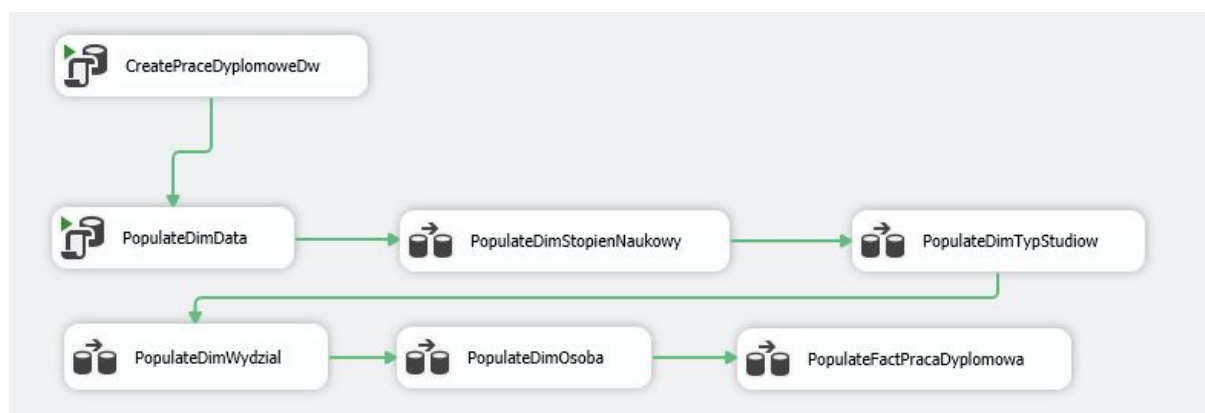 CreatePraceDyplomoweDw
PopulateDimData
PopulateDimStopienNaukowy
PopulateDimTypStudiow
PopulateDimWydzial
PopulateDimOsoba
PopulateFactPracaDyplomowa